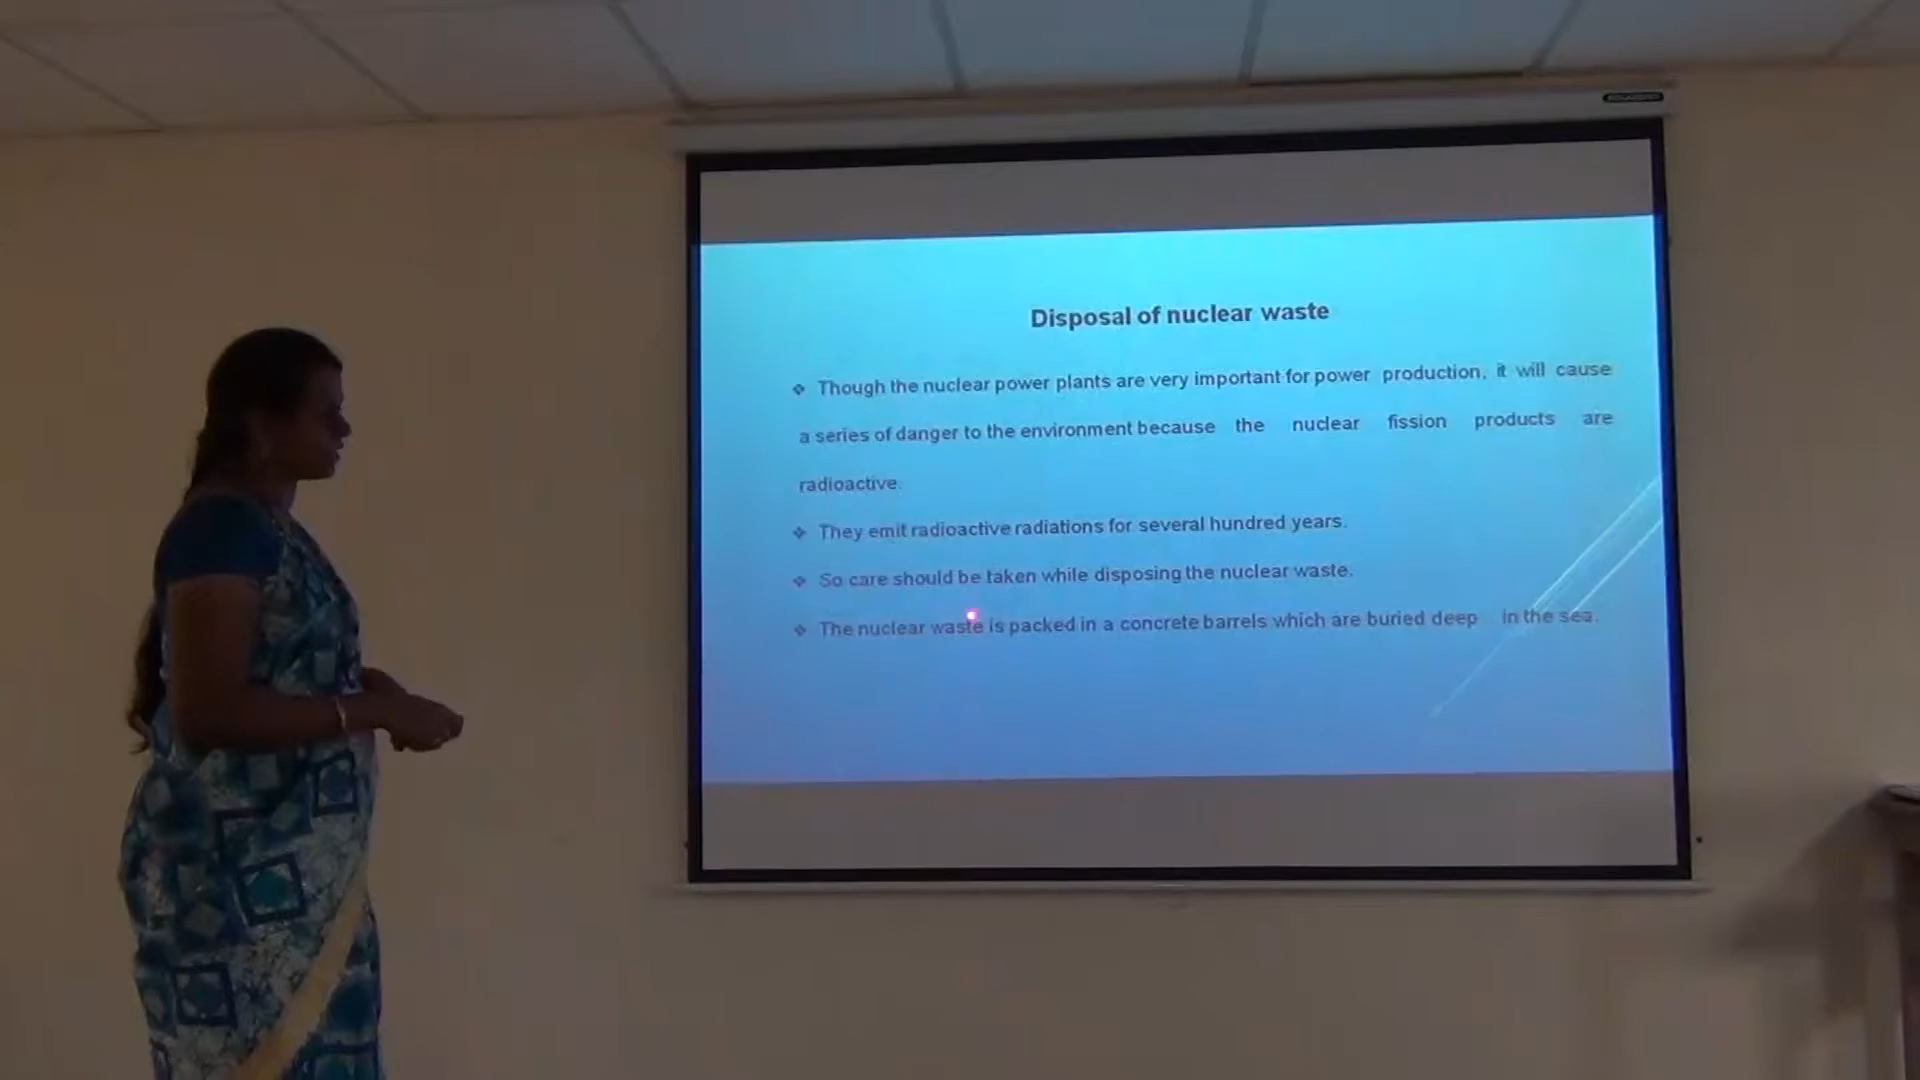 Disposal of nuclear waste
❖ Though the nuclear power plants are very important for power production, it will cause
a series of danger to the environment because the nuclear fission products are
radioactive.
❖ They emit radioactive radiations for several hundred years.
❖ So care should be taken while disposing the nuclear waste.
❖ The nuclear waste is packed in a concrete barrels which are buried deep in the sea.